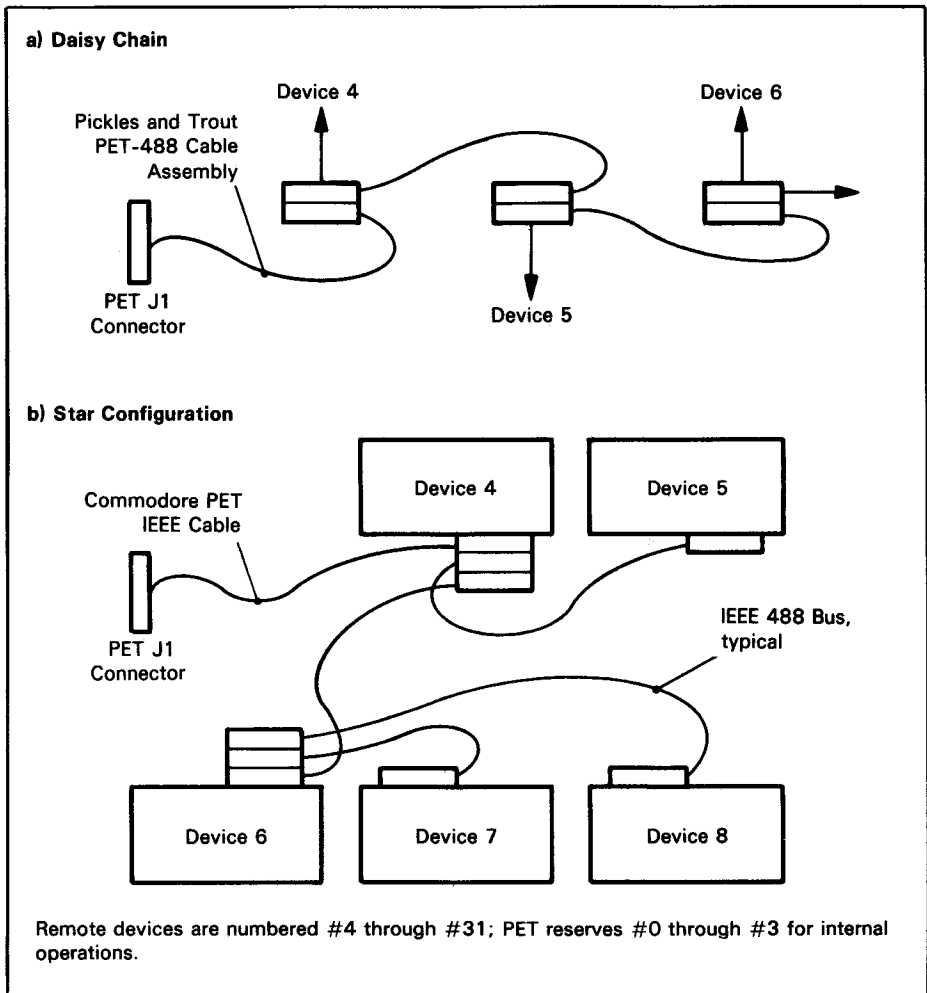 a) Daisy Chain
Device 4
Device 6
Pickles and Trout
PET-488 Cable
Assembly
PET J1
Connector
Device 5
b) Star Configuration
Device 4
Device 5
Commodore PET
IEEE Cable
IEEE 488 Bus,
typical
PET J1
Connector
Device 6
Device 7
Device 8
Remote devices are numbered #4 through #31; PET reserves #0 through #3 for internal
operations.